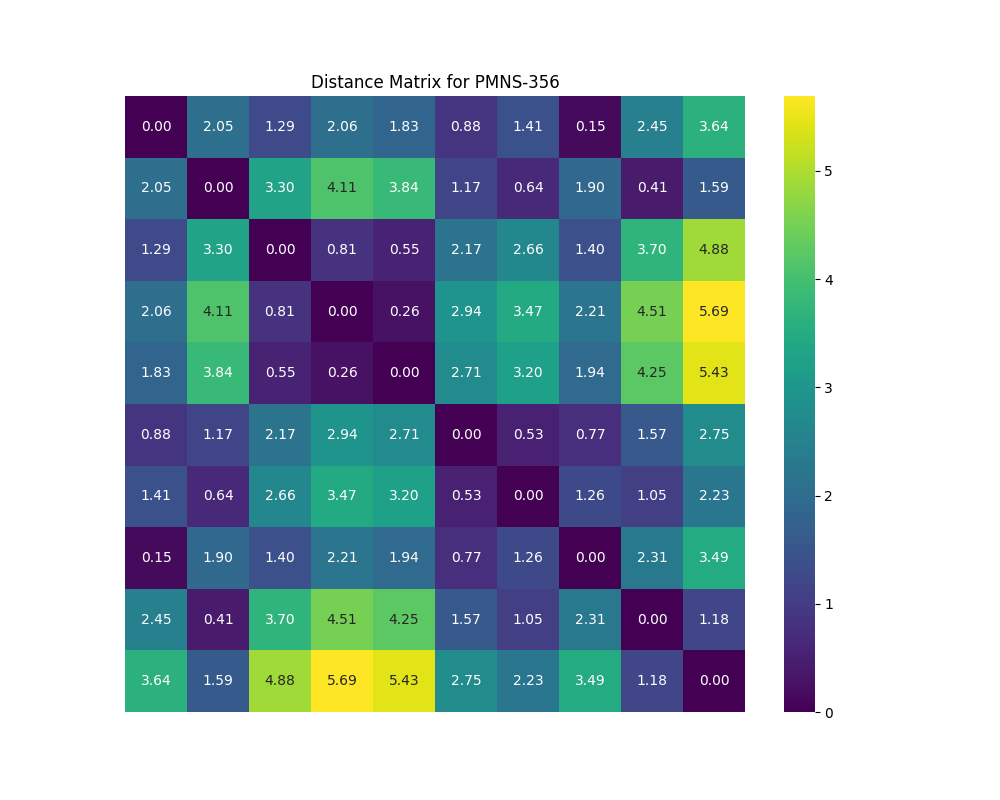 Distance Matrix for PMNS-356
0.00 2.05 1.29 2.06 1.83 0.88 1.41 0.15 2.45 3.64
2.05 0.00 3.30 4.11 3.84 1.17 0.64 1.90 0.41 1.59
1.29 3.30 0.00 0.81 0.55 2.17 2.66 1.40 3.70 4.88
2.06 4.11 0.81 0.00 0.26 2.94 3.47 2.21 4.51 5.69
1.83 3.84 0.55 0.26 0.00 2.71 3.20 1.94 4.25 5.43
0.88 1.17 2.17 2.94 2.71 0.00 0.53 0.77 1.57 2.75
1.41 0.64 2.66 3.47 3.20 0.53 0.00 1.26 1.05 2.23
0.15 1.90 1.40 2.21 1.94 0.77 1.26 0.00 2.31 3.49
2.45 0.41 3.70 4.51 4.25 1.57 1.05 2.31 0.00 1.18
3.64 1.59 4.88 5.69 5.43 2.75 2.23 3.49 1.18 0.00
5
4
3
2
1
0